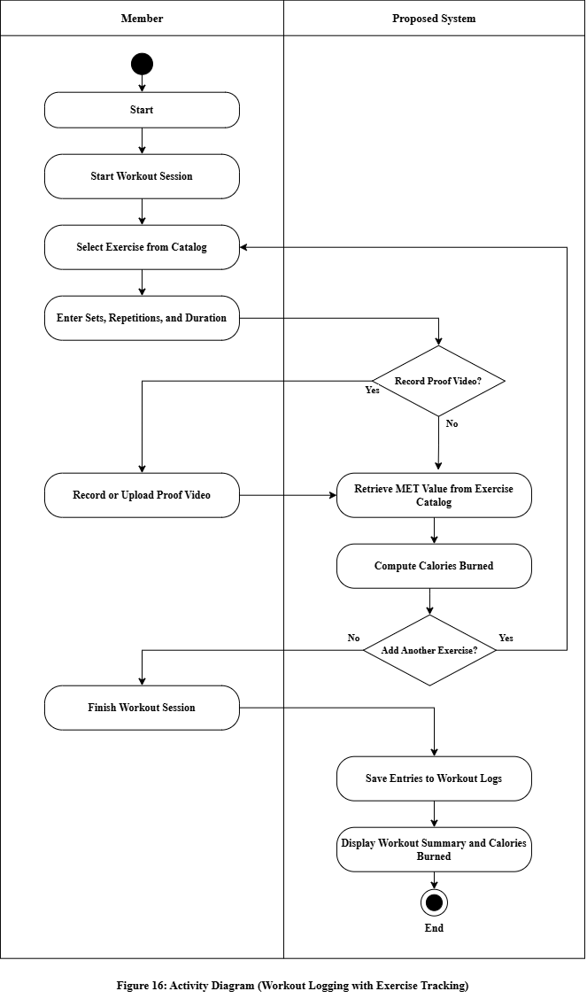 Member
Proposed System
Start
Start Workout Session
Select Exercise from Catalog
Enter Sets, Repetitions, and Duration
Record Proof Video?
Yes
No
Record or Upload Proof Video
Retrieve MET Value from Exercise
Catalog
Compute Calories Burned
No
Yes
Add Another Exercise?
Finish Workout Session
Save Entries to Workout Logs
Display Workout Summary and Calories
Burned
End
Figure 16: Activity Diagram (Workout Logging with Exercise Tracking)